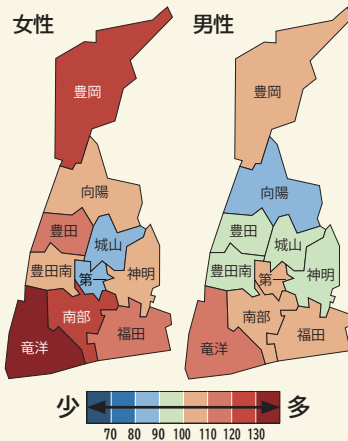 女性
男性
豊岡
豊岡
向陽
向陽
豊田
城山
豊田
城山
豊田南
第一
神明
豊田南
第一
神明
南部
福田
南部
福田
竜洋
竜洋
少
多
70 80 90 100 110 120 130